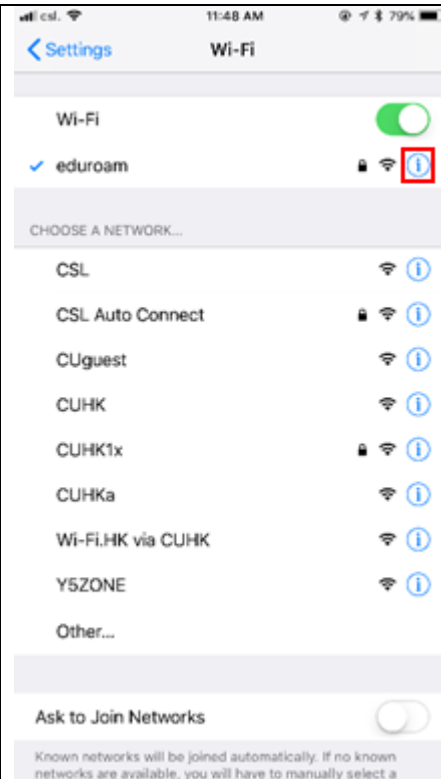 csl. 11:48 AM 79%
Settings Wi-Fi
Wi-Fi
eduroam
CHOOSE A NETWORK...
CSL
CSL Auto Connect
CUguest
CUHK
CUHK1x
CUHKa
Wi-Fi.HK via CUHK
Y5ZONE
Other...
Ask to Join Networks
Known networks will be joined automatically. If no known
networks are available, you will have to manually select a